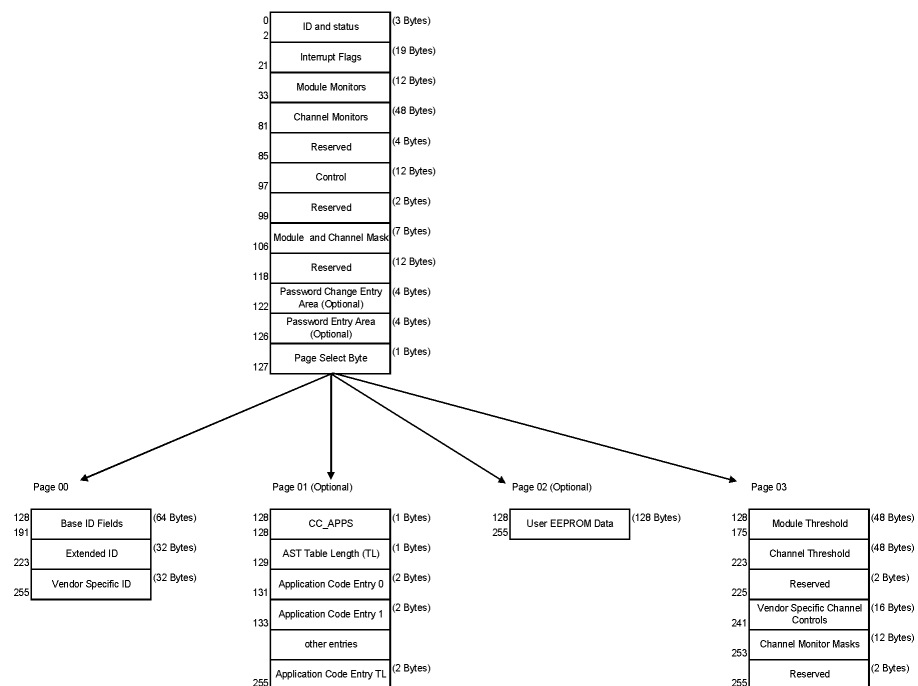 0 ID and status (3 Bytes)
2
Interrupt Flags (19 Bytes)
21
Module Monitors (12 Bytes)
33
Channel Monitors (48 Bytes)
81
Reserved (4 Bytes)
85
Control (12 Bytes)
97
Reserved (2 Bytes)
99
Module and Channel Mask (7 Bytes)
106
Reserved (12 Bytes)
118
Password Change Entry (4 Bytes)
122 Area (Optional)
Password Entry Area (4 Bytes)
126 (Optional)
Page Select Byte (1 Bytes)
127
Page 00
128 Base ID Fields (64 Bytes)
191
Extended ID (32 Bytes)
223
Vendor Specific ID (32 Bytes)
255
Page 01 (Optional)
128 CC_APPS (1 Bytes)
128
AST Table Length (TL) (1 Bytes)
129
Application Code Entry 0 (2 Bytes)
131
Application Code Entry 1 (2 Bytes)
133
other entries
Application Code Entry TL (2 Bytes)
255
Page 02 (Optional)
128 User EEPROM Data (128 Bytes)
255
Page 03
128 Module Threshold (48 Bytes)
175
Channel Threshold (48 Bytes)
223
Reserved (2 Bytes)
225
Vendor Specific Channel (16 Bytes)
241 Controls
Channel Monitor Masks (12 Bytes)
253
Reserved (2 Bytes)
255